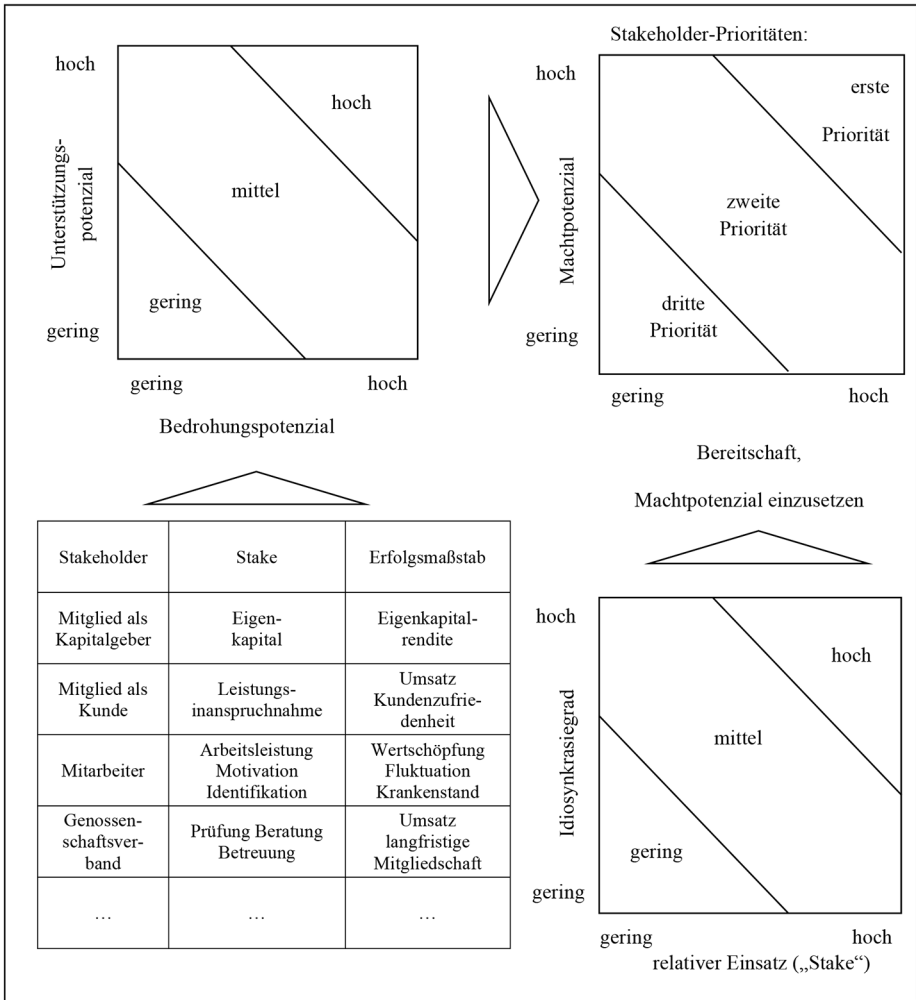 hoch
hoch
mittel
Unterstützungs-
potenzial
gering
gering
gering
hoch
Bedrohungspotenzial
Stakeholder-Prioritäten:
hoch
erste
Priorität
Machtpotenzial
zweite
Priorität
dritte
Priorität
gering
gering
hoch
Bereitschaft,
Machtpotenzial einzusetzen
Stakeholder
Stake
Erfolgsmaßstab
Mitglied als
Kapitalgeber
Eigen-
kapital
Eigenkapital-
rendite
Mitglied als
Kunde
Leistungs-
inanspruchnahme
Umsatz
Kundenzufrie-
denheit
Mitarbeiter
Arbeitsleistung
Motivation
Identifikation
Wertschöpfung
Fluktuation
Krankenstand
Genossen-
schaftsver-
band
Prüfung Beratung
Betreuung
Umsatz
langfristige
Mitgliedschaft
…
…
…
hoch
hoch
mittel
Idiosynkrasiegrad
gering
gering
gering
hoch
relativer Einsatz („Stake“)